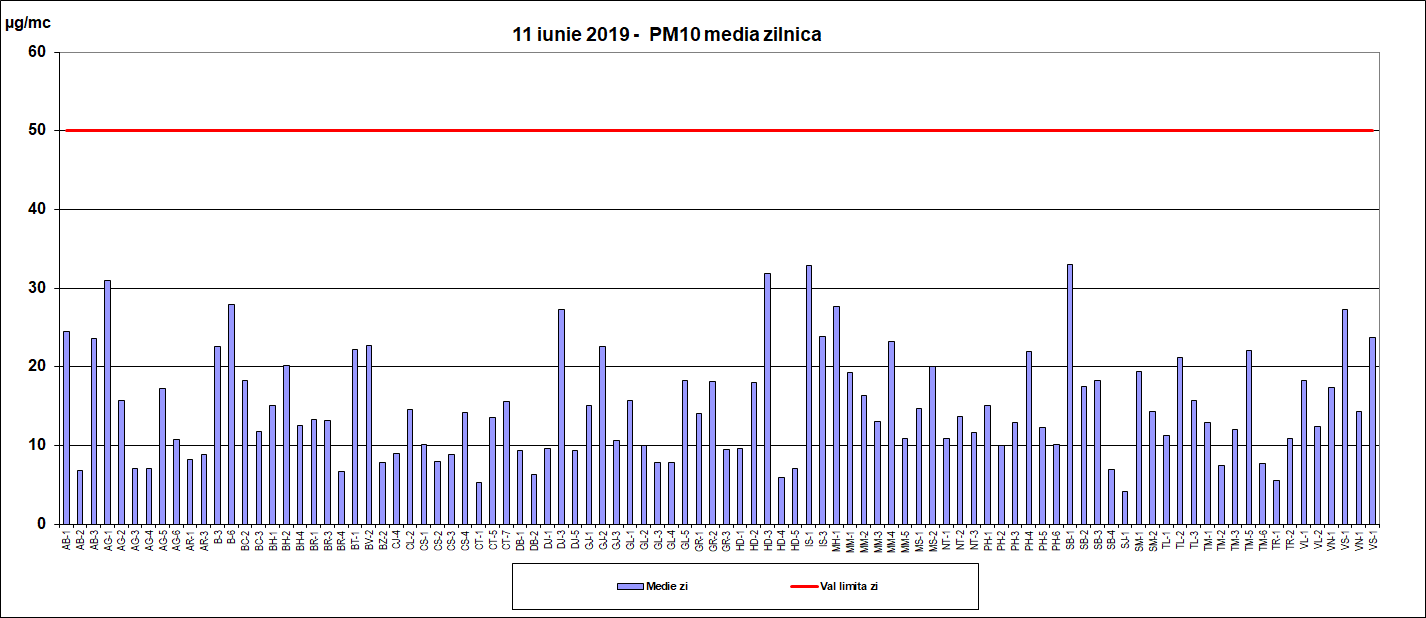 µg/mc
11 iunie 2019 - PM10 media zilnica
60
50
40
30
20
10
0
AB-1 AB-2 AB-3 AG-1 AG-2 AG-3 AG-4 AG-5 AG-6 AR-1 AR-3 B-3 B-6 BC-2 BC-3 BH-1 BH-2 BH-4 BR-1 BR-3 BR-4 BT-1 BV-2 BZ-2 CJ-4 CL-2 CS-1 CS-2 CS-3 CS-4 CT-1 CT-5 CT-7 DB-1 DB-2 DJ-1 DJ-3 DJ-5 GJ-1 GJ-2 GJ-3 GL-1 GL-2 GL-3 GL-4 GL-5 GR-1 GR-2 GR-3 HD-1 HD-2 HD-3 HD-4 HD-5 IS-1 IS-3 MH-1 MM-1 MM-2 MM-3 MM-4 MM-5 MS-1 MS-2 NT-1 NT-2 NT-3 PH-1 PH-2 PH-3 PH-4 PH-5 PH-6 SB-1 SB-2 SB-3 SB-4 SJ-1 SM-1 SM-2 TL-1 TL-2 TL-3 TM-1 TM-2 TM-3 TM-5 TM-6 TR-1 TR-2 VL-1 VL-2 VN-1 VS-1 VN-1 VS-1
Medie zi
Val limita zi